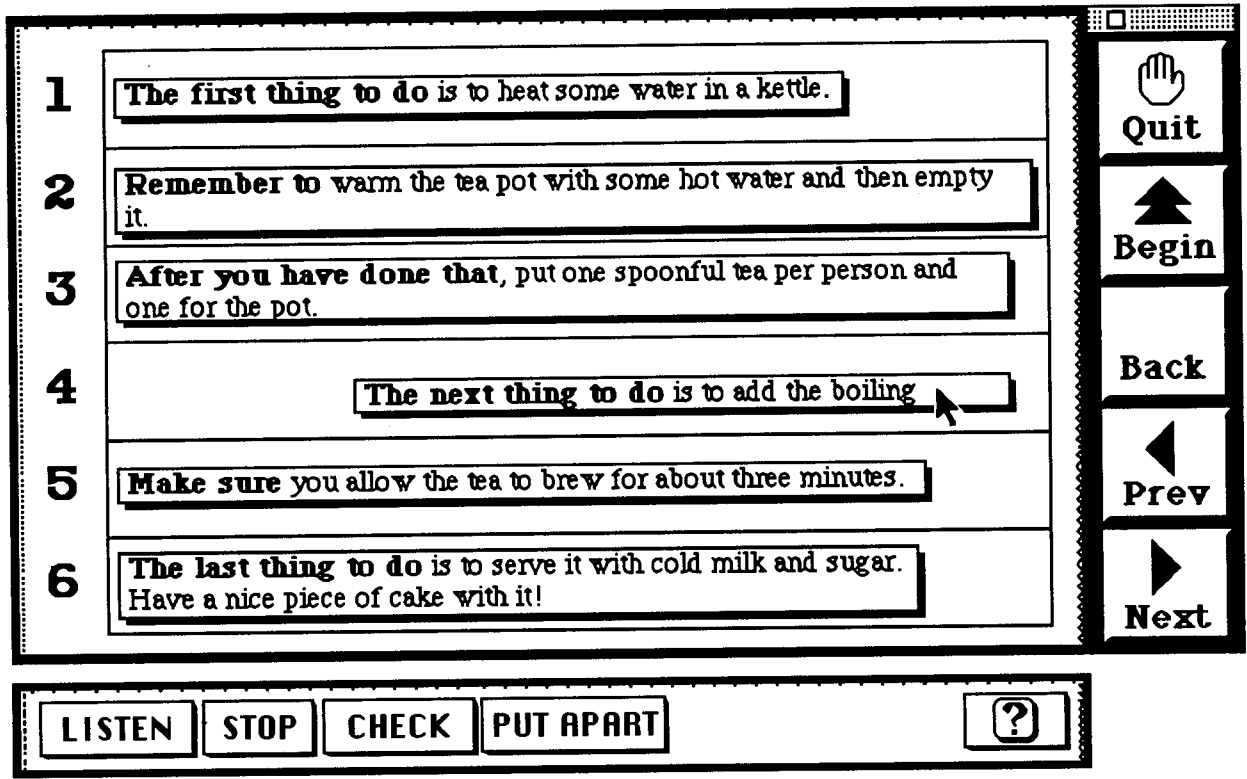 1
The first thing to do is to heat some water in a kettle.
2
Remember to warm the tea pot with some hot water and then empty
it.
3
After you have done that, put one spoonful tea per person and
one for the pot.
4
The next thing to do is to add the boiling
5
Make sure you allow the tea to brew for about three minutes.
6
The last thing to do is to serve it with cold milk and sugar.
Have a nice piece of cake with it!
Quit
Begin
Back
Prev
Next
LISTEN STOP CHECK PUT APART ?